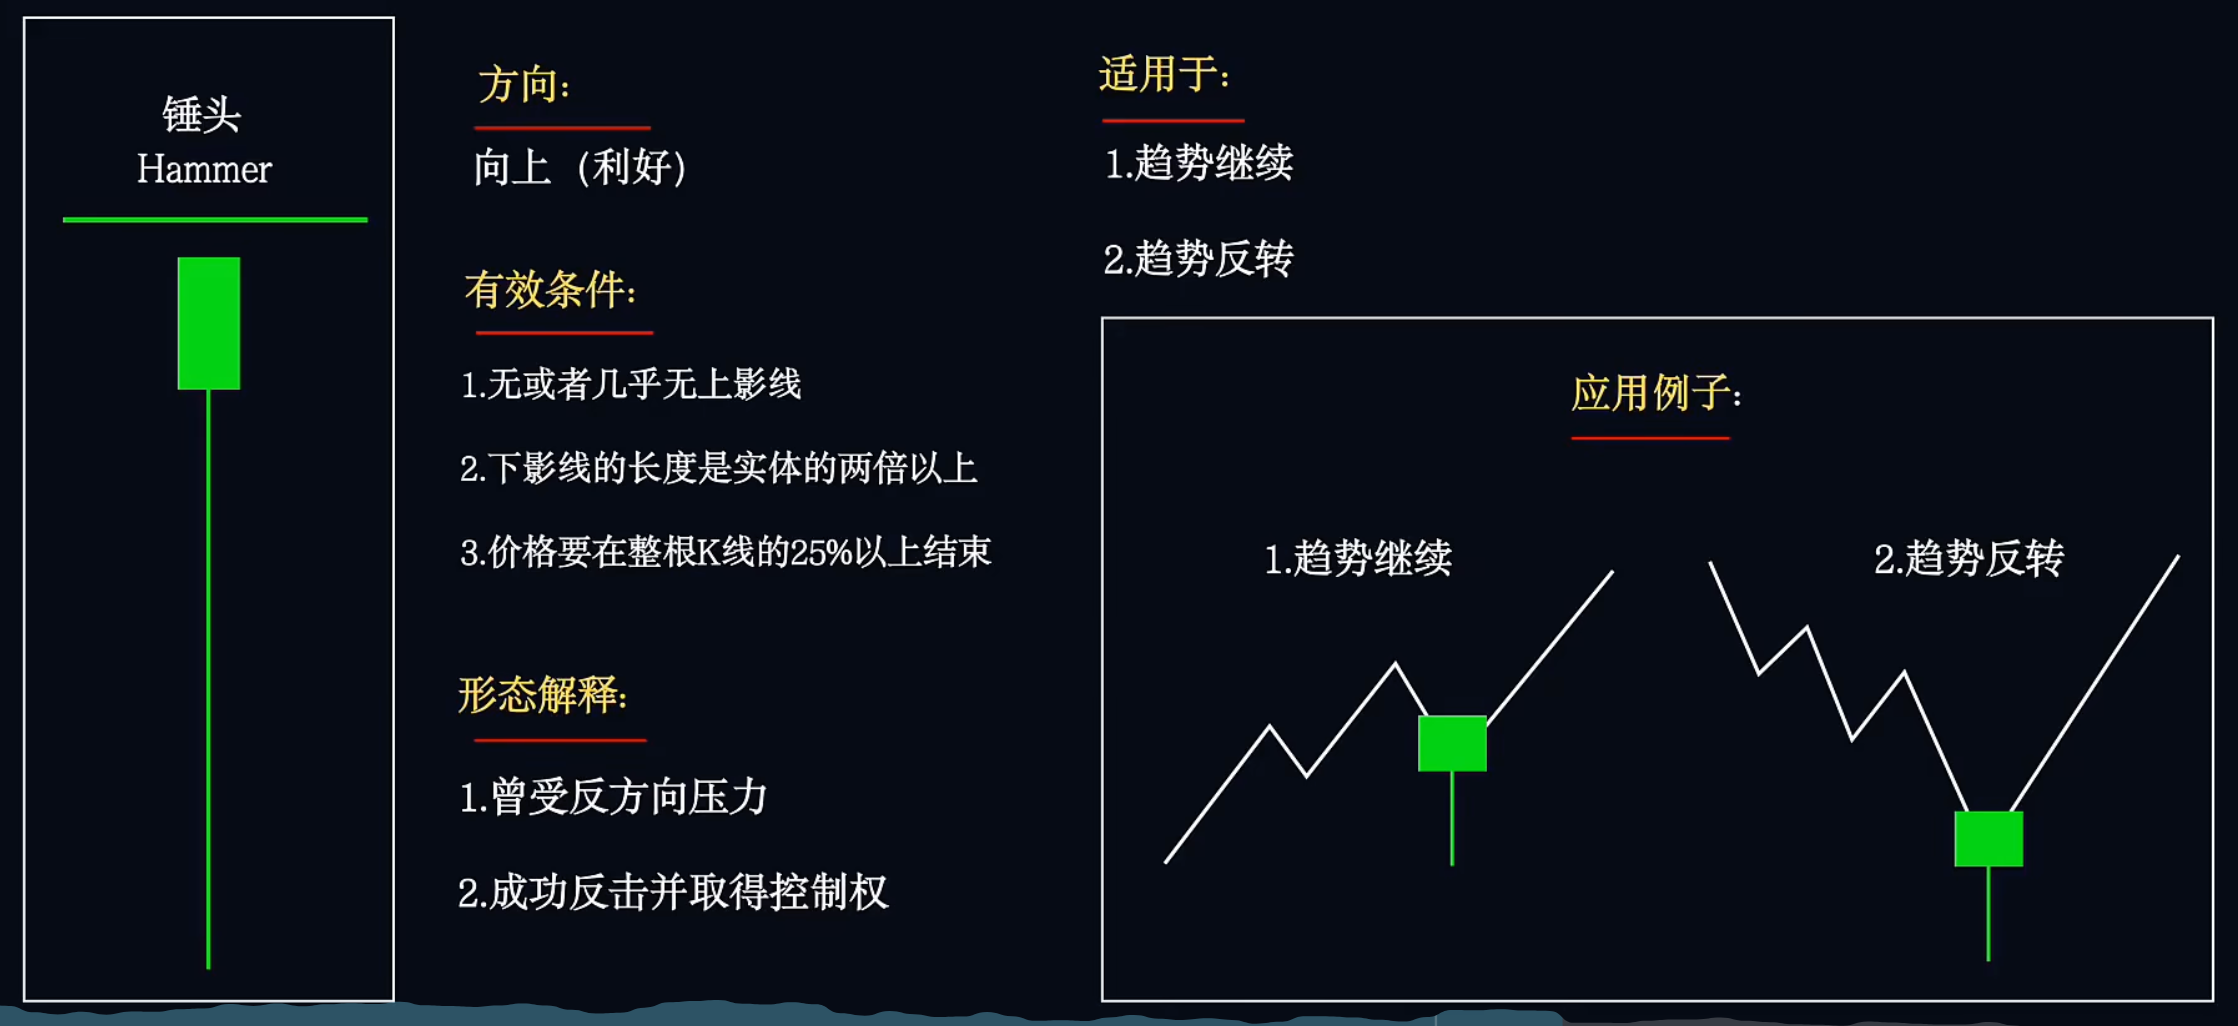 锤头
Hammer
方向：
向上（利好）
有效条件：
1.无或者几乎无上影线
2.下影线的长度是实体的两倍以上
3.价格要在整根K线的25%以上结束
形态解释：
1.曾受反方向压力
2.成功反击并取得控制权
适用于：
1.趋势继续
2.趋势反转
应用例子：
1.趋势继续
2.趋势反转